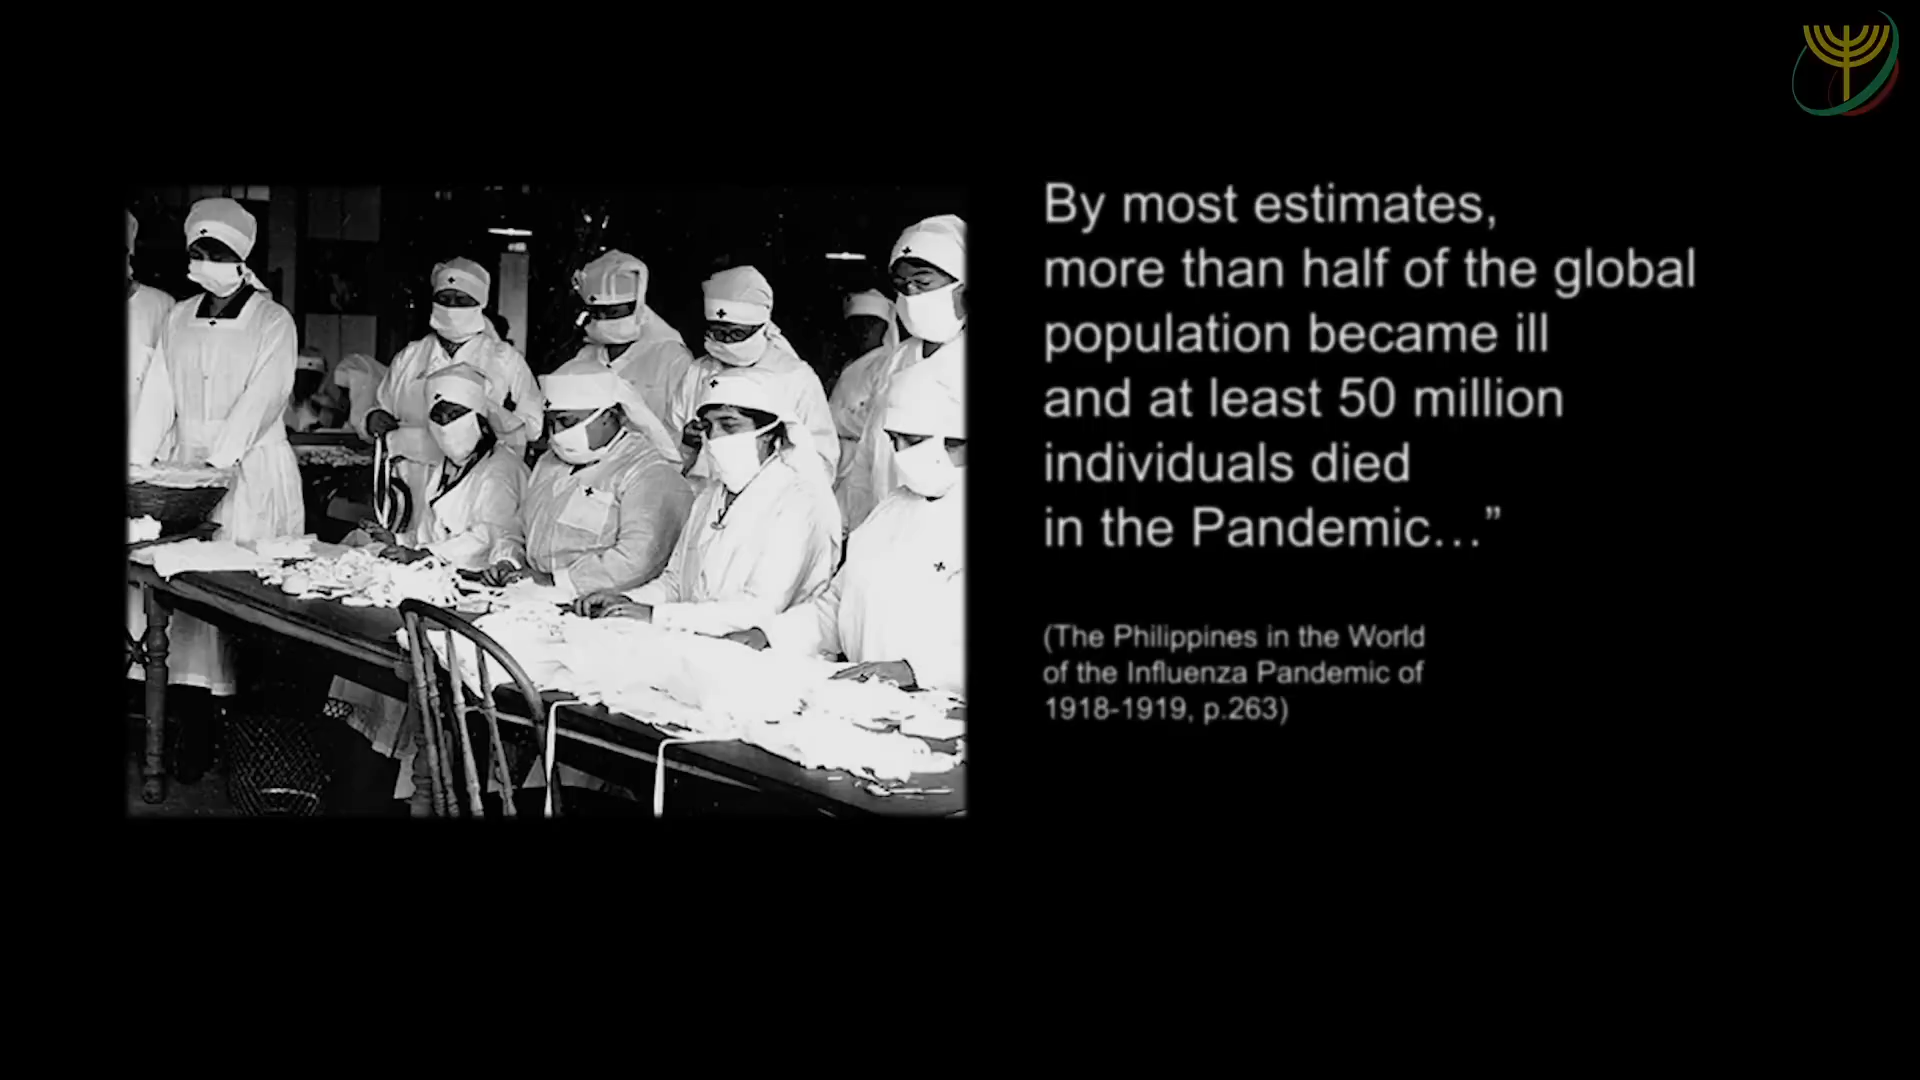 By most estimates,
more than half of the global
population became ill
and at least 50 million
individuals died
in the Pandemic…”
(The Philippines in the World
of the Influenza Pandemic of
1918-1919, p.263)